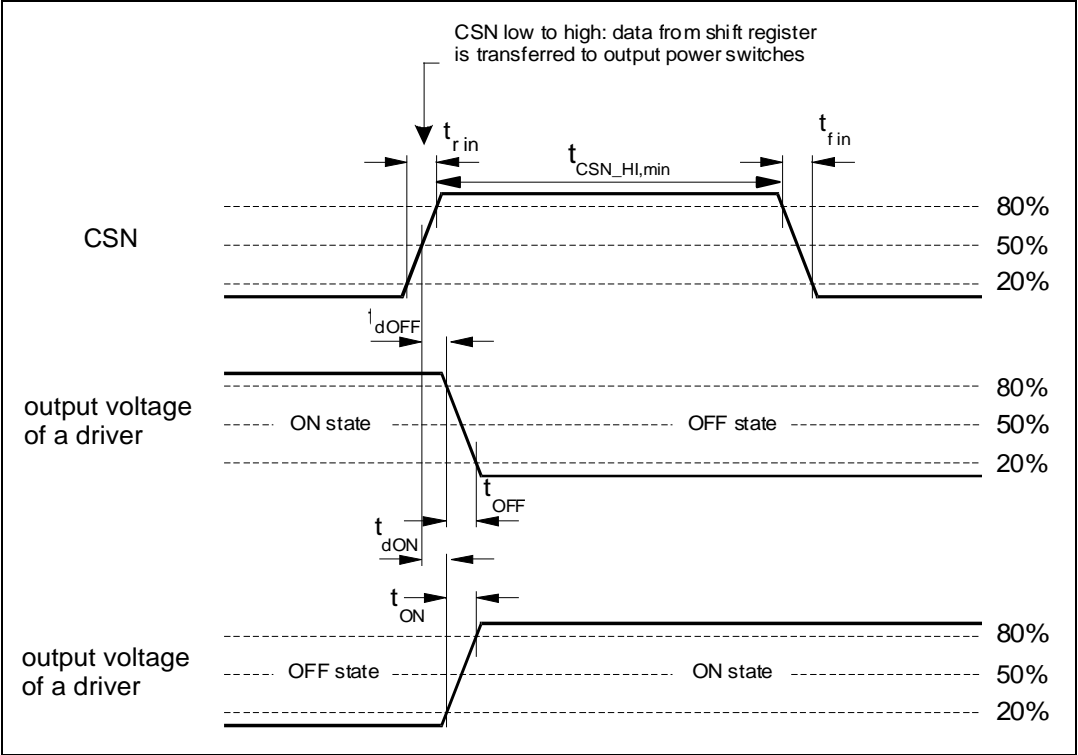 CSN low to high: data from shift register
is transferred to output power switches
t r in
t CSN_HI,min
t f in
CSN
80%
50%
20%
t dOFF
output voltage
of a driver
ON state
OFF state
80%
50%
20%
t OFF
t dON
t ON
output voltage
of a driver
OFF state
ON state
80%
50%
20%